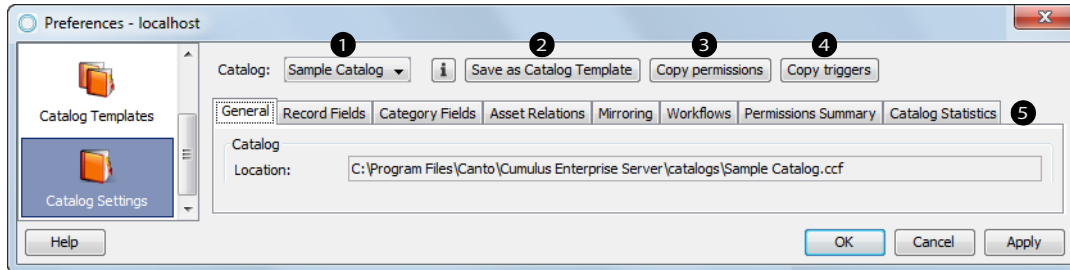 Preferences - localhost
1 2 3 4
Catalog: Sample Catalog i Save as Catalog Template Copy permissions Copy triggers
Catalog Templates
General Record Fields Category Fields Asset Relations Mirroring Workflows Permissions Summary Catalog Statistics 5
Catalog
Location: C:\Program Files\Canto\Cumulus Enterprise Server\catalogs\Sample Catalog.ccf
Catalog Settings
Help OK Cancel Apply